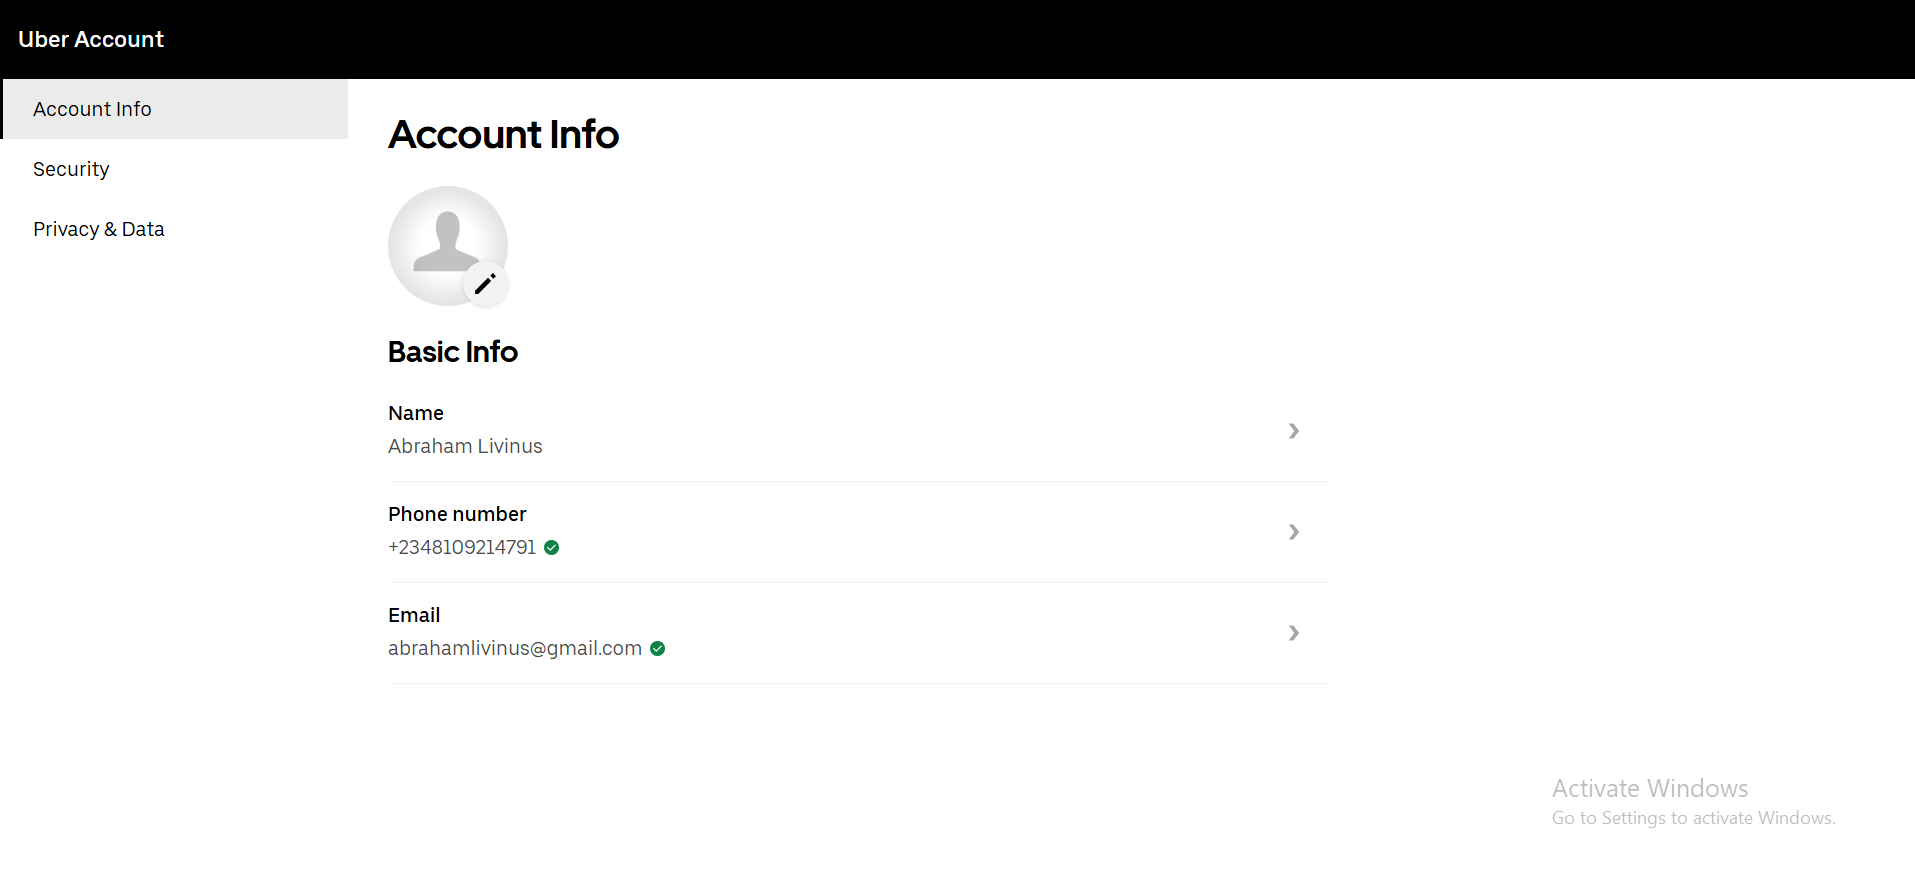 Uber Account
Account Info
Security
Privacy & Data
Account Info
Basic Info
Name
Abraham Livinus
Phone number
+2348109214791
Email
abrahamlivinus@gmail.com
Activate Windows
Go to Settings to activate Windows.